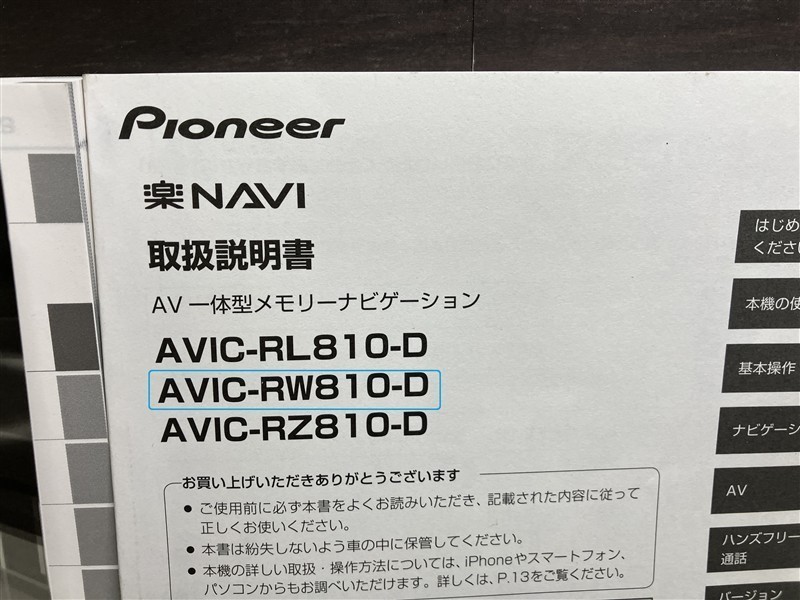 Pioneer
楽NAVI
取扱説明書
AV 一体型メモリーナビゲーション
AVIC-RL810-D
AVIC-RW810-D
AVIC-RZ810-D
お買い上げいただきありがとうございます
● ご使用前に必ず本書をよくお読みいただき、記載された内容に従って
正しくお使いください。
● 本書は紛失しないよう車の中に保管してください。
● 本機の詳しい取扱・操作方法については、iPhoneやスマートフォン、
パソコンからもお調べいただけます。詳しくは、P.13をご覧ください。
はじめ
くださ
本機の使
基本操作
ナビゲーシ
AV
ハンズフリー
通話
バージョン